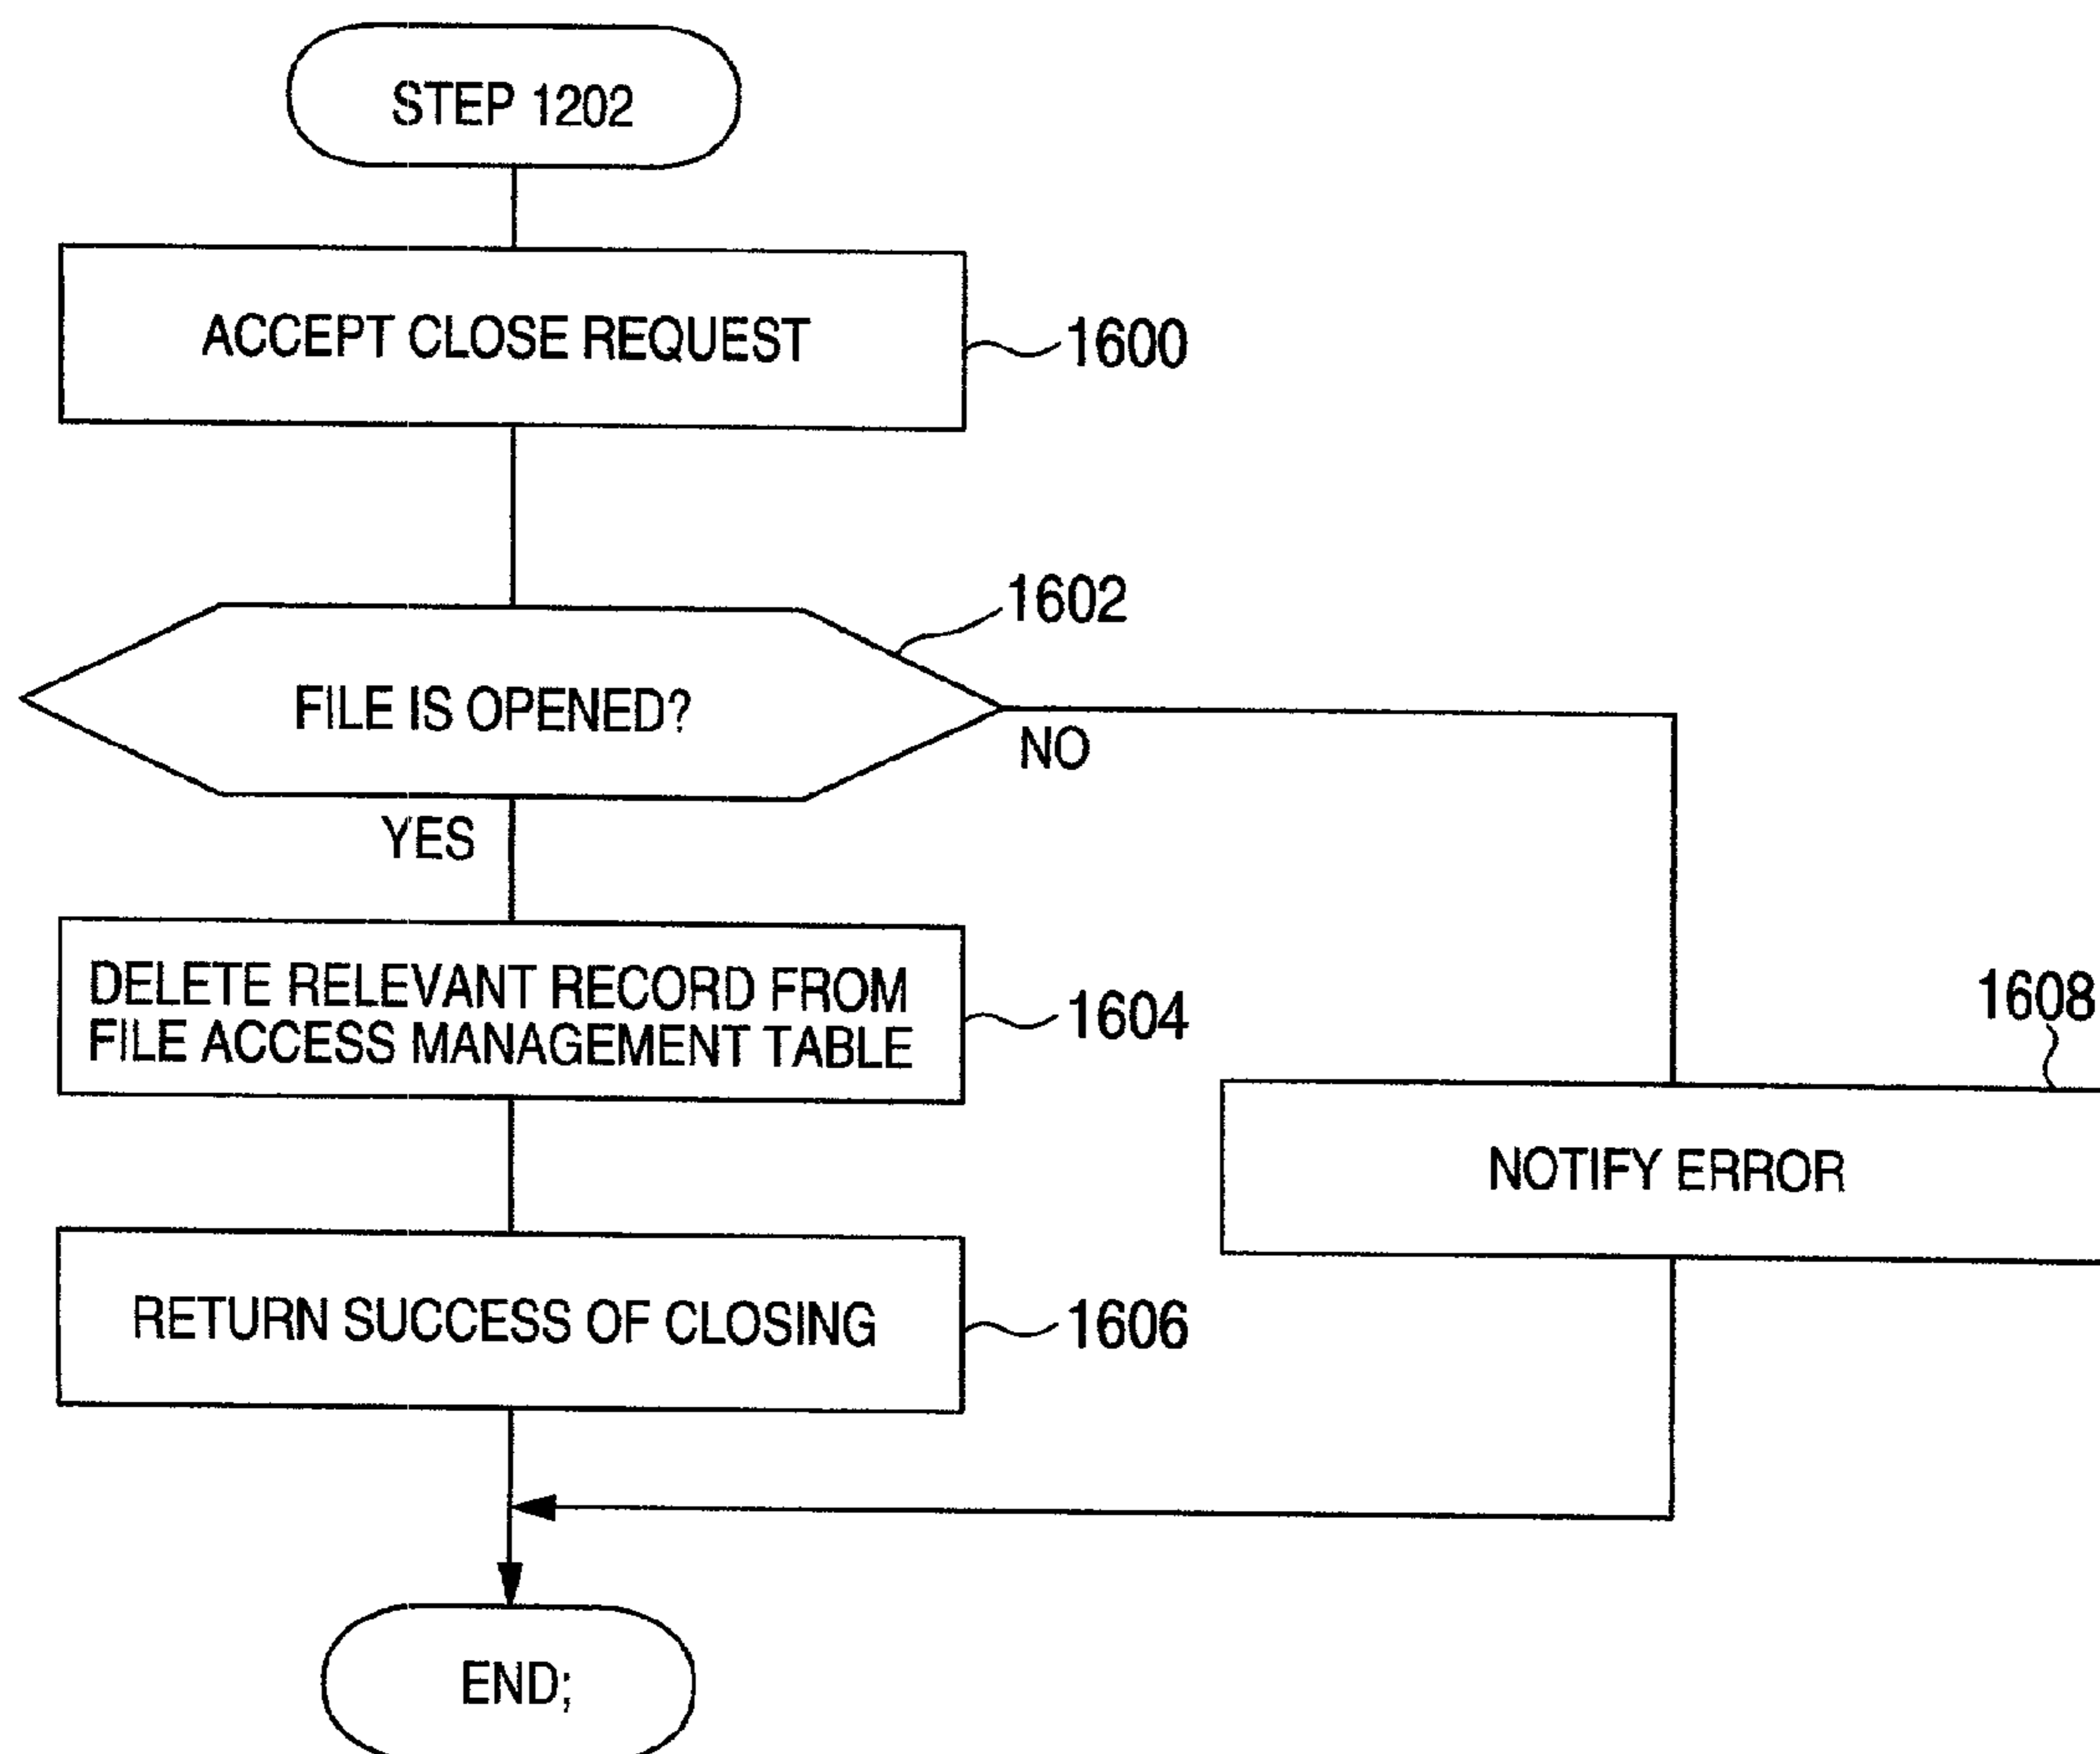 STEP 1202
ACCEPT CLOSE REQUEST
1600
1602
FILE IS OPENED?
NO
YES
DELETE RELEVANT RECORD FROM
FILE ACCESS MANAGEMENT TABLE
1604
1608
NOTIFY ERROR
RETURN SUCCESS OF CLOSING
1606
END;